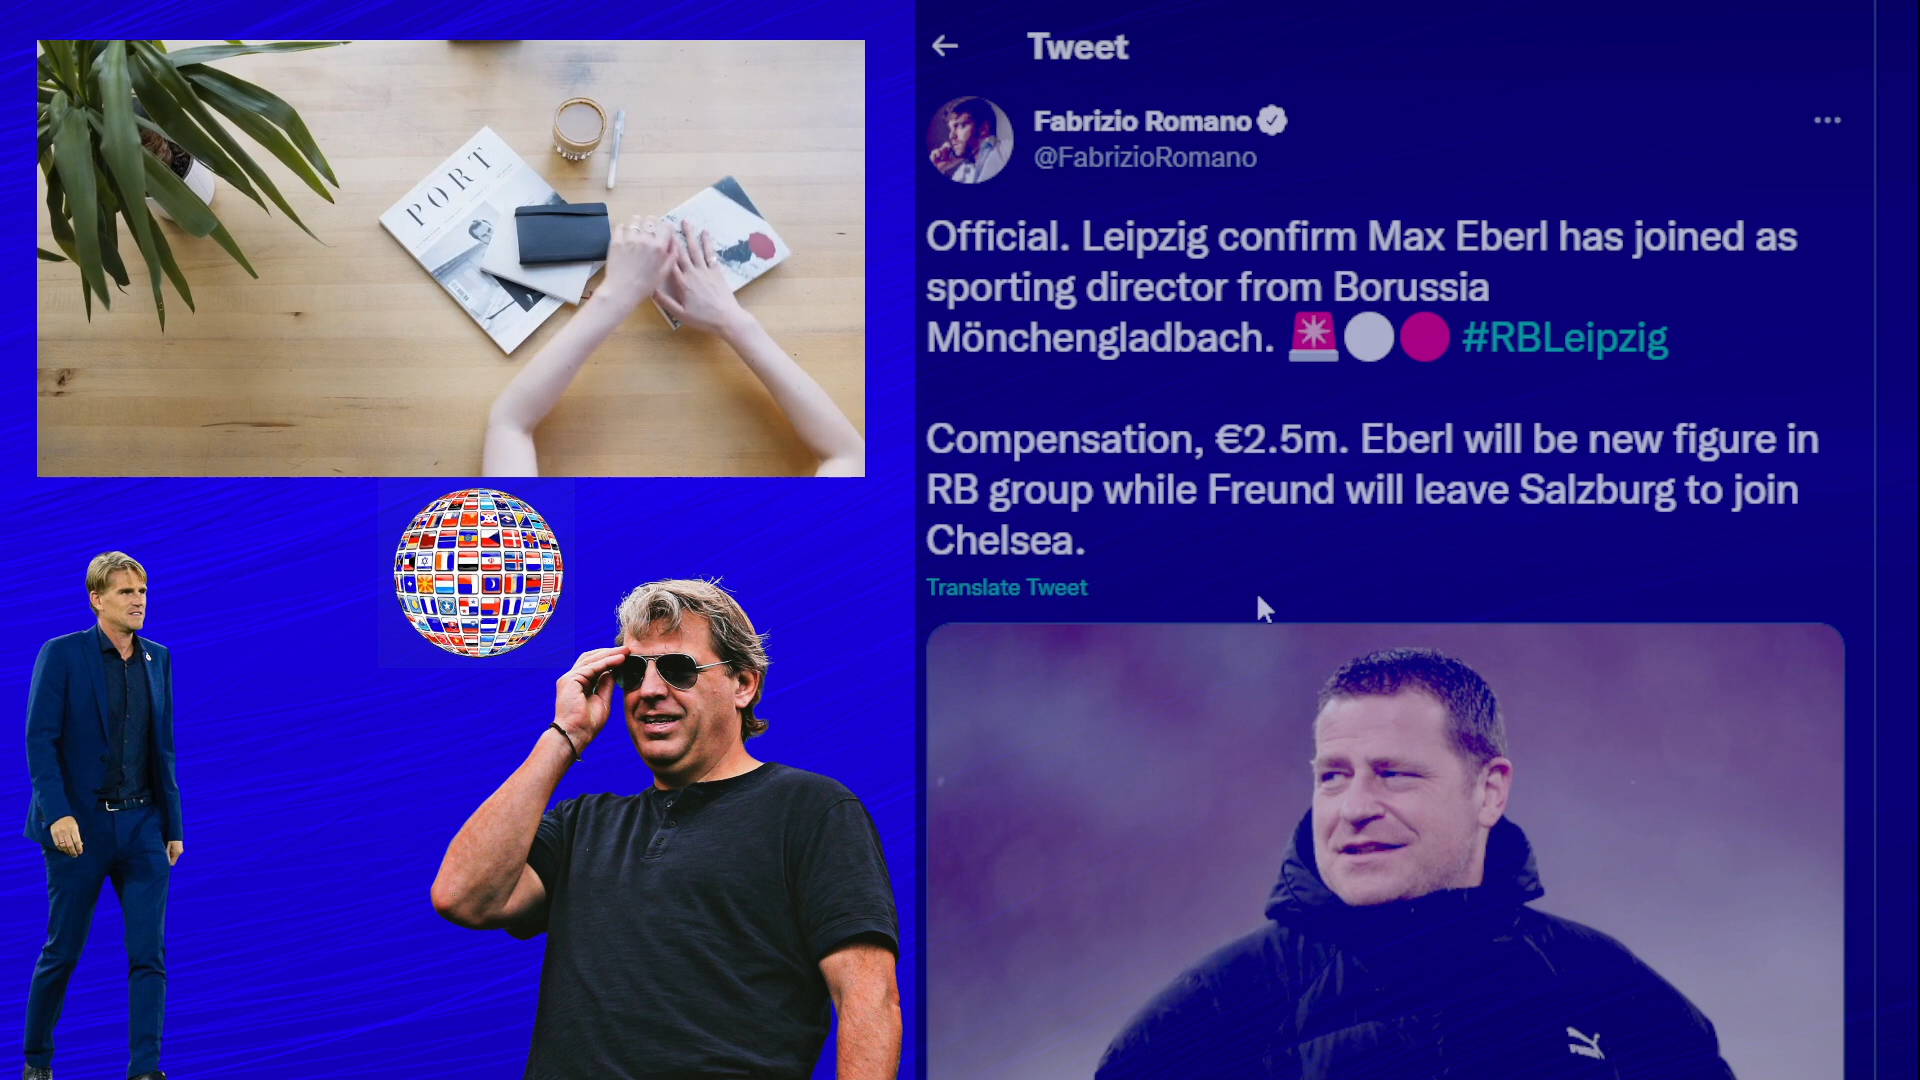 PORT
Tweet
Fabrizio Romano
@FabrizioRomano
Official. Leipzig confirm Max Eberl has joined as
sporting director from Borussia
Mönchengladbach. 🚨⚪🔴 #RBLeipzig
Compensation, €2.5m. Eberl will be new figure in
RB group while Freund will leave Salzburg to join
Chelsea.
Translate Tweet
PUMA